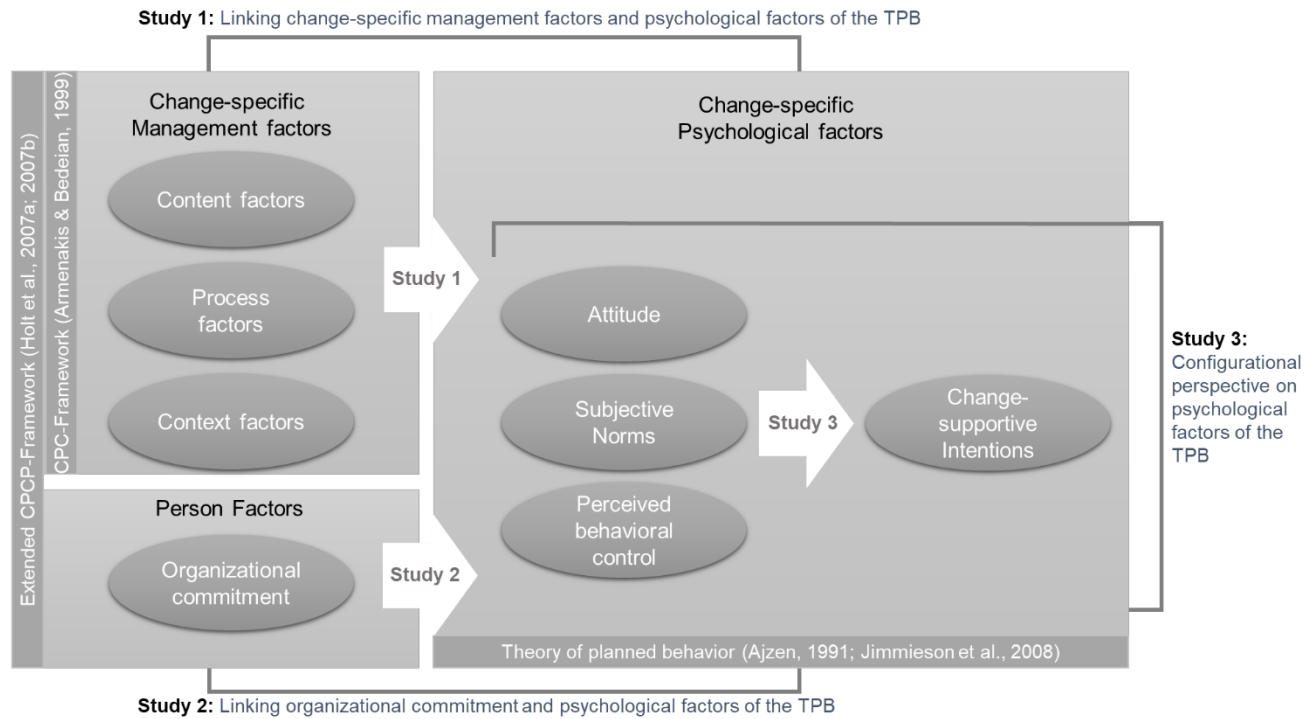 Study 1: Linking change-specific management factors and psychological factors of the TPB
Extended CPCP-Framework (Holt et al., 2007a; 2007b)
CPC-Framework (Armenakis & Bedeian, 1999)
Change-specific
Management factors
Content factors
Process
factors
Context factors
Person Factors
Organizational
commitment
Study 1
Study 2
Change-specific
Psychological factors
Attitude
Subjective
Norms
Perceived
behavioral
control
Study 3
Change-
supportive
Intentions
Theory of planned behavior (Ajzen, 1991; Jimmieson et al., 2008)
Study 3:
Configurational
perspective on
psychological
factors of the
TPB
Study 2: Linking organizational commitment and psychological factors of the TPB